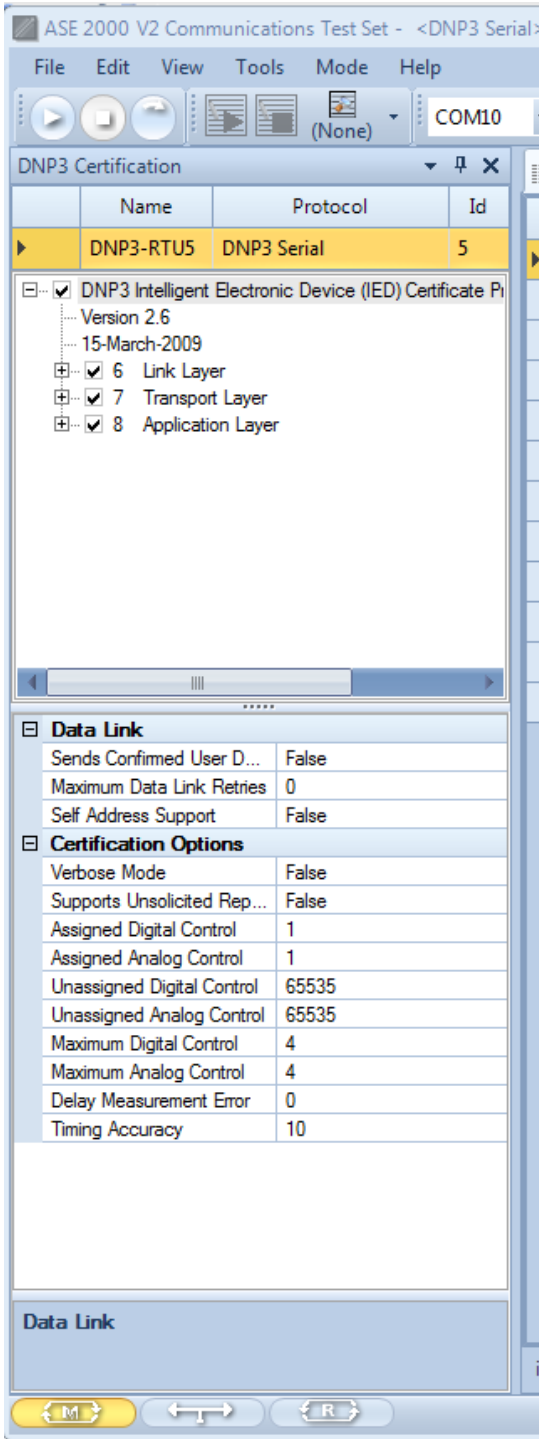 ASE 2000 V2 Communications Test Set - <DNP3 Serial>
File Edit View Tools Mode Help
(None) COM10
DNP3 Certification
Name Protocol Id
DNP3-RTU5 DNP3 Serial 5
DNP3 Intelligent Electronic Device (IED) Certificate
Version 2.6
15-March-2009
6 Link Layer
7 Transport Layer
8 Application Layer
Data Link
Sends Confirmed User D... False
Maximum Data Link Retries 0
Self Address Support False
Certification Options
Verbose Mode False
Supports Unsolicited Rep... False
Assigned Digital Control 1
Assigned Analog Control 1
Unassigned Digital Control 65535
Unassigned Analog Control 65535
Maximum Digital Control 4
Maximum Analog Control 4
Delay Measurement Error 0
Timing Accuracy 10
Data Link
M I R